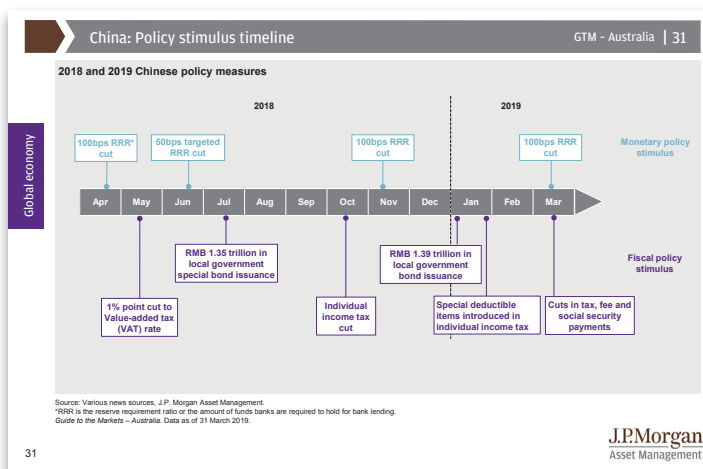 China: Policy stimulus timeline
GTM – Australia | 31
2018 and 2019 Chinese policy measures
Global economy
2018
2019
100bps RRR*
cut
50bps targeted
RRR cut
100bps RRR
cut
100bps RRR
cut
Monetary policy
stimulus
Apr
May
Jun
Jul
Aug
Sep
Oct
Nov
Dec
Jan
Feb
Mar
RMB 1.35 trillion in
local government
special bond issuance
RMB 1.39 trillion in
local government
bond issuance
Fiscal policy
stimulus
1% point cut to
Value-added tax
(VAT) rate
Individual
income tax
cut
Special deductible
items introduced in
individual income tax
Cuts in tax, fee and
social security
payments
Source: Various news sources, J.P. Morgan Asset Management.
*RRR is the reserve requirement ratio or the amount of funds banks are required to hold for bank lending.
Guide to the Markets – Australia. Data as of 31 March 2019.
31
J.P.Morgan
Asset Management